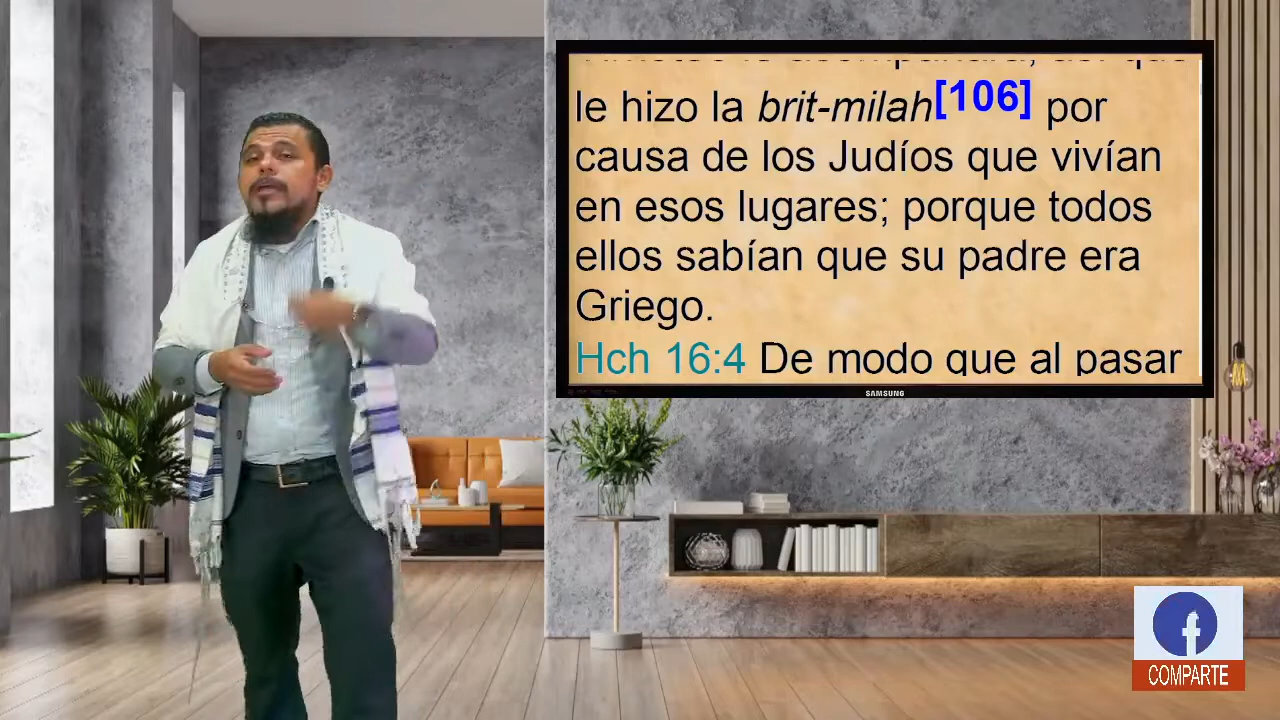 le hizo la brit-milah[106] por
causa de los Judíos que vivían
en esos lugares; porque todos
ellos sabían que su padre era
Griego.
Hch 16:4 De modo que al pasar
SAMSUNG
COMPARTE